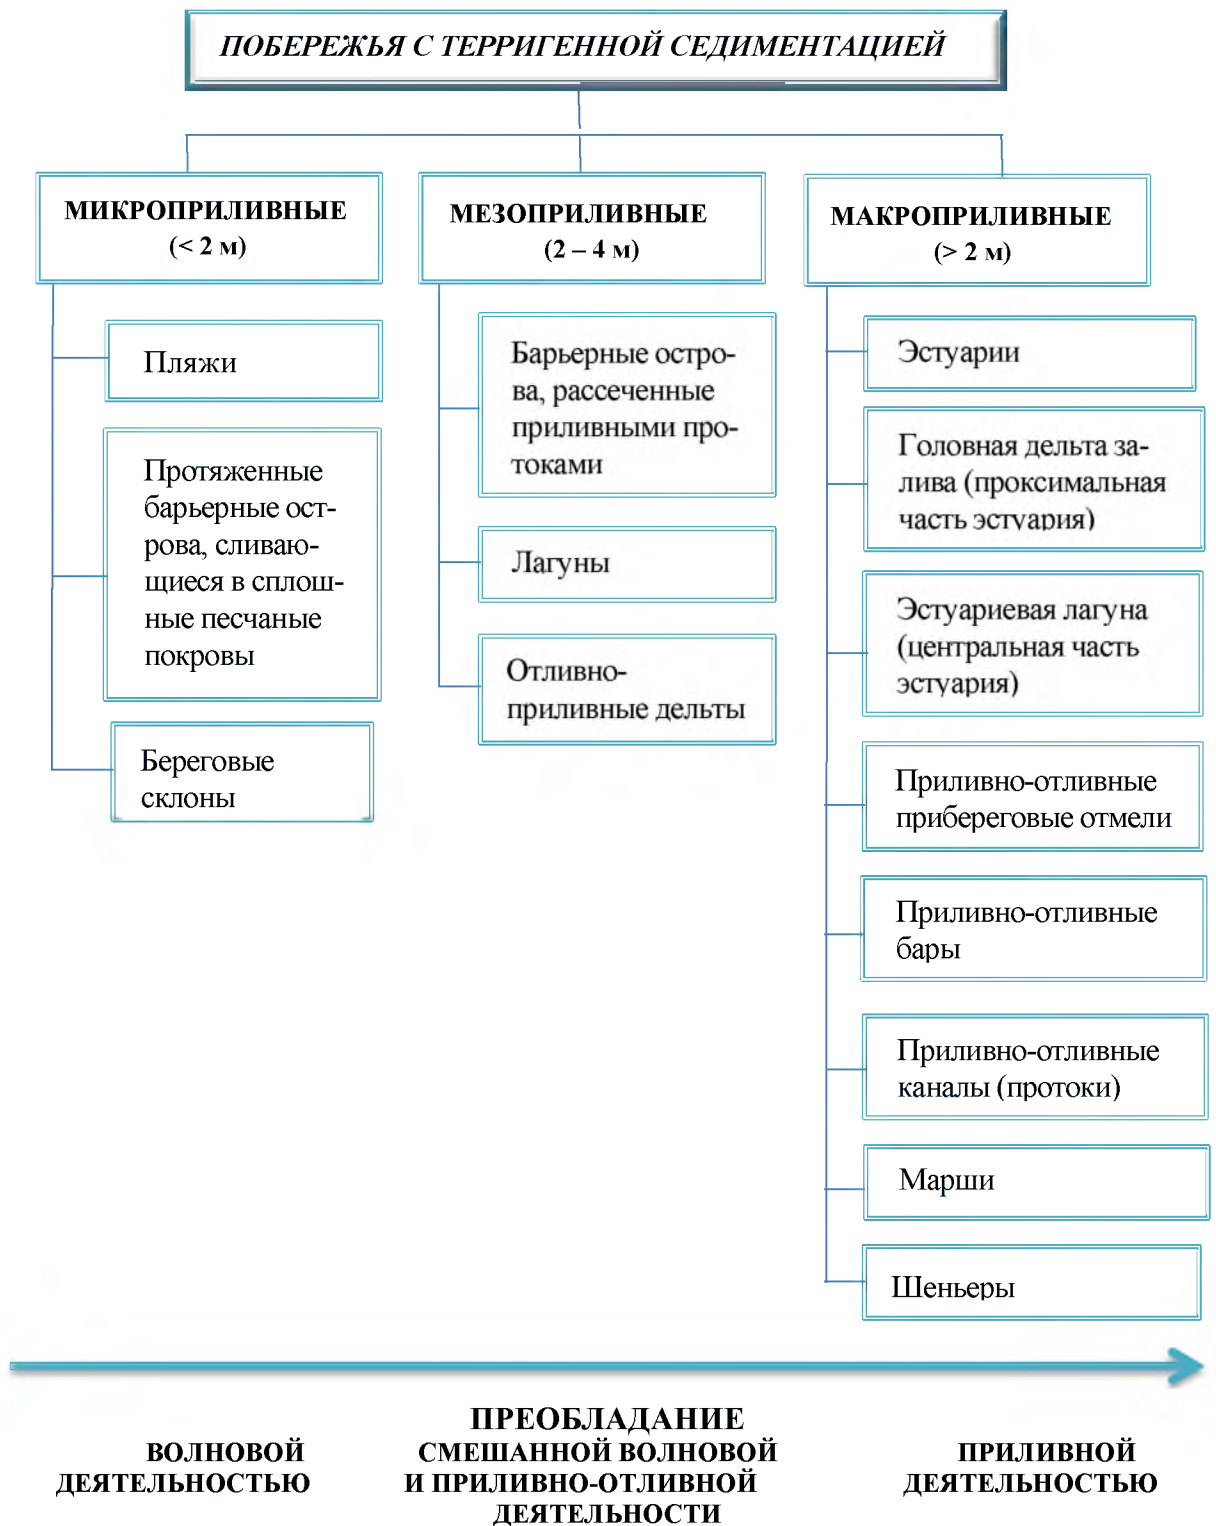 ПОБЕРЕЖЬЯ С ТЕРРИГЕННОЙ СЕДИМЕНТАЦИЕЙ
МИКРОПРИЛИВНЫЕ
(< 2 м)
Пляжи
Протяженные
барьерные ост-
рова, сливаю-
щиеся в сплош-
ные песчаные
покровы
Береговые
склоны
МЕЗОПРИЛИВНЫЕ
(2 – 4 м)
Барьерные остро-
ва, рассеченные
приливными про-
токами
Лагуны
Отливно-
приливные дельты
МАКРОПРИЛИВНЫЕ
(> 2 м)
Эстуарии
Головная дельта за-
лива (проксимальная
часть эстуария)
Эстуариевая лагуна
(центральная часть
эстуария)
Приливно-отливные
прибереговые отмели
Приливно-отливные
бары
Приливно-отливные
каналы (протоки)
Марши
Шеньеры
ПРЕОБЛАДАНИЕ
ВОЛНОВОЙ
ДЕЯТЕЛЬНОСТЬЮ
СМЕШАННОЙ ВОЛНОВОЙ
И ПРИЛИВНО-ОТЛИВНОЙ
ДЕЯТЕЛЬНОСТИ
ПРИЛИВНОЙ
ДЕЯТЕЛЬНОСТЬЮ